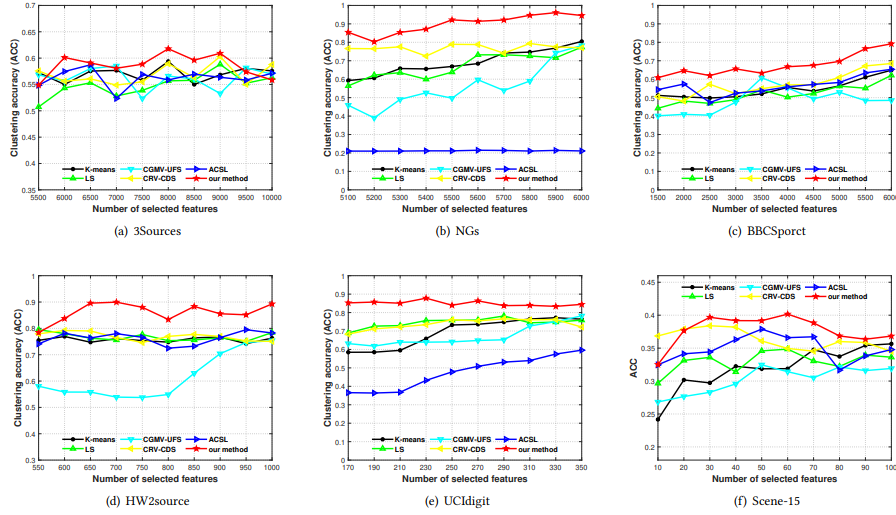 0.7
0.65
0.6
0.55
0.5
0.45
0.4
0.35
Clustering accuracy (ACC)
K-means CGMV-UFS ACSL
LS CRV-CDS our method
5500 6000 6500 7000 7500 8000 8500 9000 9500 10000
Number of selected features
(a) 3Sources
1
0.9
0.8
0.7
0.6
0.5
0.4
0.3
0.2
0.1
0
Clustering accuracy (ACC)
K-means CGMV-UFS ACSL
LS CRV-CDS our method
5100 5200 5300 5400 5500 5600 5700 5800 5900 6000
Number of selected features
(b) NGs
1
0.9
0.8
0.7
0.6
0.5
0.4
0.3
0.2
0.1
0
Clustering accuracy (ACC)
K-means CGMV-UFS ACSL
LS CRV-CDS our method
1500 2000 2500 3000 3500 4000 4500 5000 5500 6000
Number of selected features
(c) BBCSporct
1
0.9
0.8
0.7
0.6
0.5
0.4
0.3
Clustering accuracy (ACC)
K-means CGMV-UFS ACSL
LS CRV-CDS our method
550 600 650 700 750 800 850 900 950 1000
Number of selected features
(d) HW2source
1
0.9
0.8
0.7
0.6
0.5
0.4
0.3
0.2
0.1
0
Clustering accuracy (ACC)
K-means CGMV-UFS ACSL
LS CRV-CDS our method
170 190 210 230 250 270 290 310 330 350
Number of selected features
(e) UCIdigit
0.45
0.4
0.35
0.3
0.25
0.2
ACC
K-means CGMV-UFS ACSL
LS CRV-CDS our method
10 20 30 40 50 60 70 80 90 100
Number of selected features
(f) Scene-15